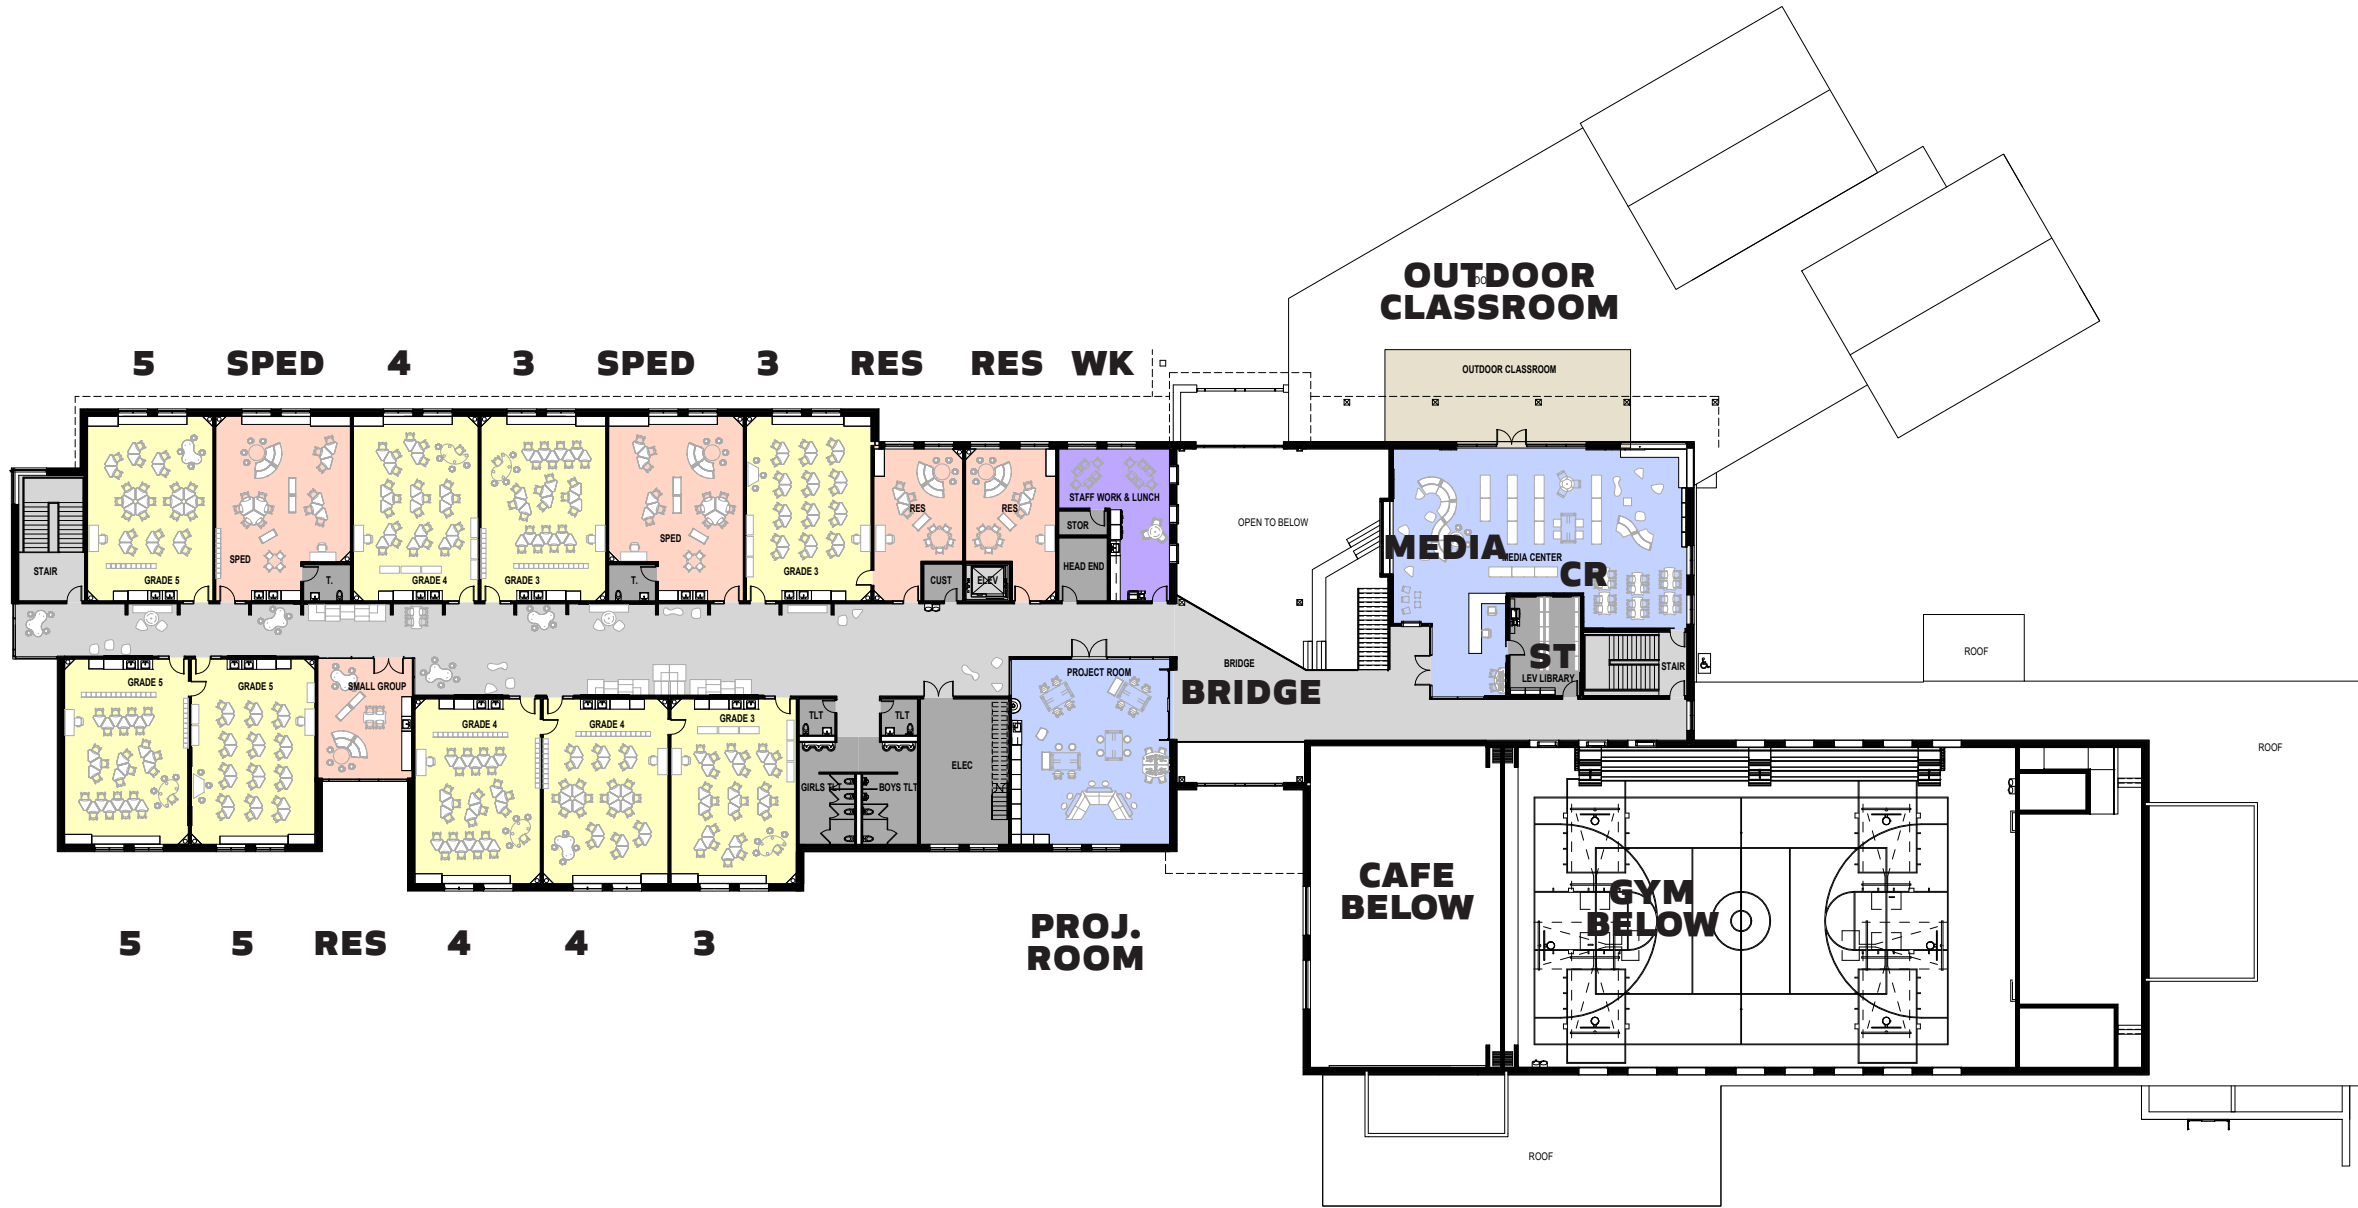 OUTDOOR
CLASSROOM
5 SPED 4 3 SPED 3 RES RES WK
OUTDOOR CLASSROOM
STAFF WORK & LUNCH
RES
RES
STOR
OPEN TO BELOW
SPED
SPED
MEDIA
MEDIA CENTER
CR
STAIR
GRADE 5
T.
GRADE 4
GRADE 3
T.
GRADE 3
CUST
ELEV
HEAD END
ST
LEV LIBRARY
STAIR
ROOF
BRIDGE
BRIDGE
GRADE 5
GRADE 5
SMALL GROUP
PROJECT ROOM
GRADE 4
GRADE 4
GRADE 3
TLT
TLT
ELEC
GIRLS TLT
BOYS TLT
ROOF
CAFE
BELOW
GYM
BELOW
5 5 RES 4 4 3
PROJ.
ROOM
ROOF